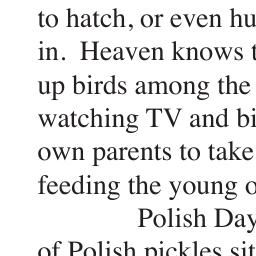 to hatch, or even hu
in.  Heaven knows t
up birds among the
watching TV and bi
own parents to take
feeding the young o
Polish Day
of Polish pickles sit